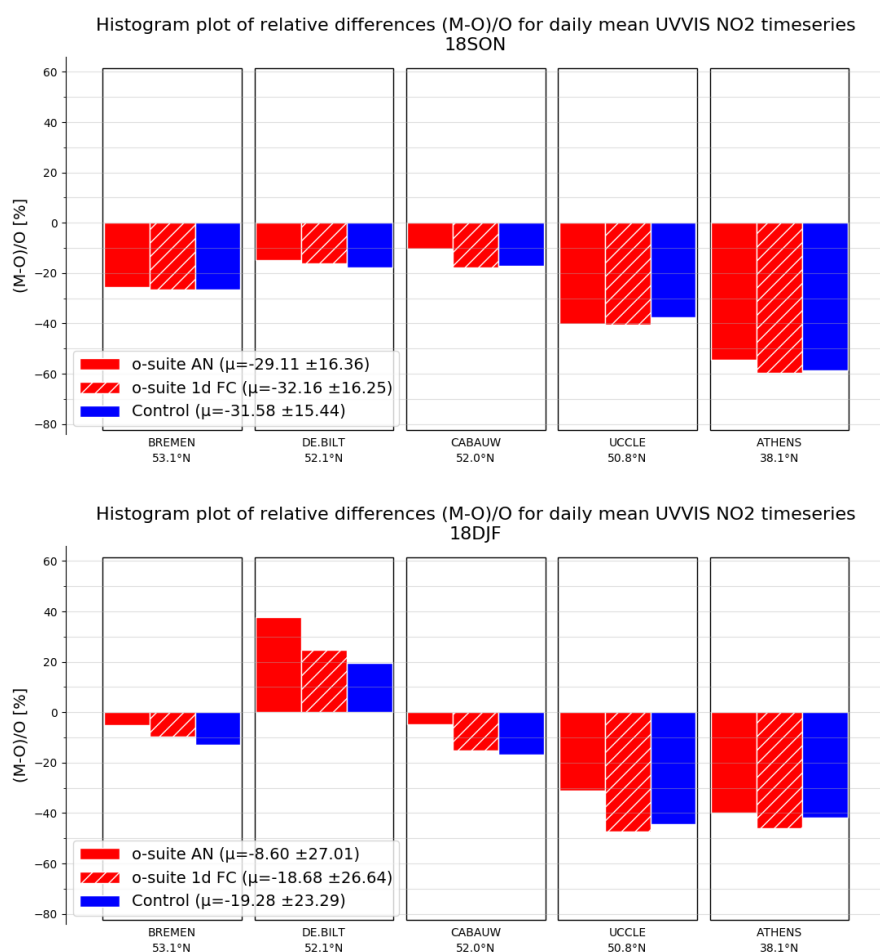 Histogram plot of relative differences (M-O)/O for daily mean UVVIS NO2 timeseries
18SON
(M-O)/O [%]
60
40
20
0
−20
−40
−60
−80
o-suite AN (μ=-29.11 ±16.36)
o-suite 1d FC (μ=-32.16 ±16.25)
Control (μ=-31.58 ±15.44)
BREMEN DE.BILT CABAUW UCCLE ATHENS
53.1°N 52.1°N 52.0°N 50.8°N 38.1°N
Histogram plot of relative differences (M-O)/O for daily mean UVVIS NO2 timeseries
18DJF
(M-O)/O [%]
60
40
20
0
−20
−40
−60
−80
o-suite AN (μ=-8.60 ±27.01)
o-suite 1d FC (μ=-18.68 ±26.64)
Control (μ=-19.28 ±23.29)
BREMEN DE.BILT CABAUW UCCLE ATHENS
53.1°N 52.1°N 52.0°N 50.8°N 38.1°N